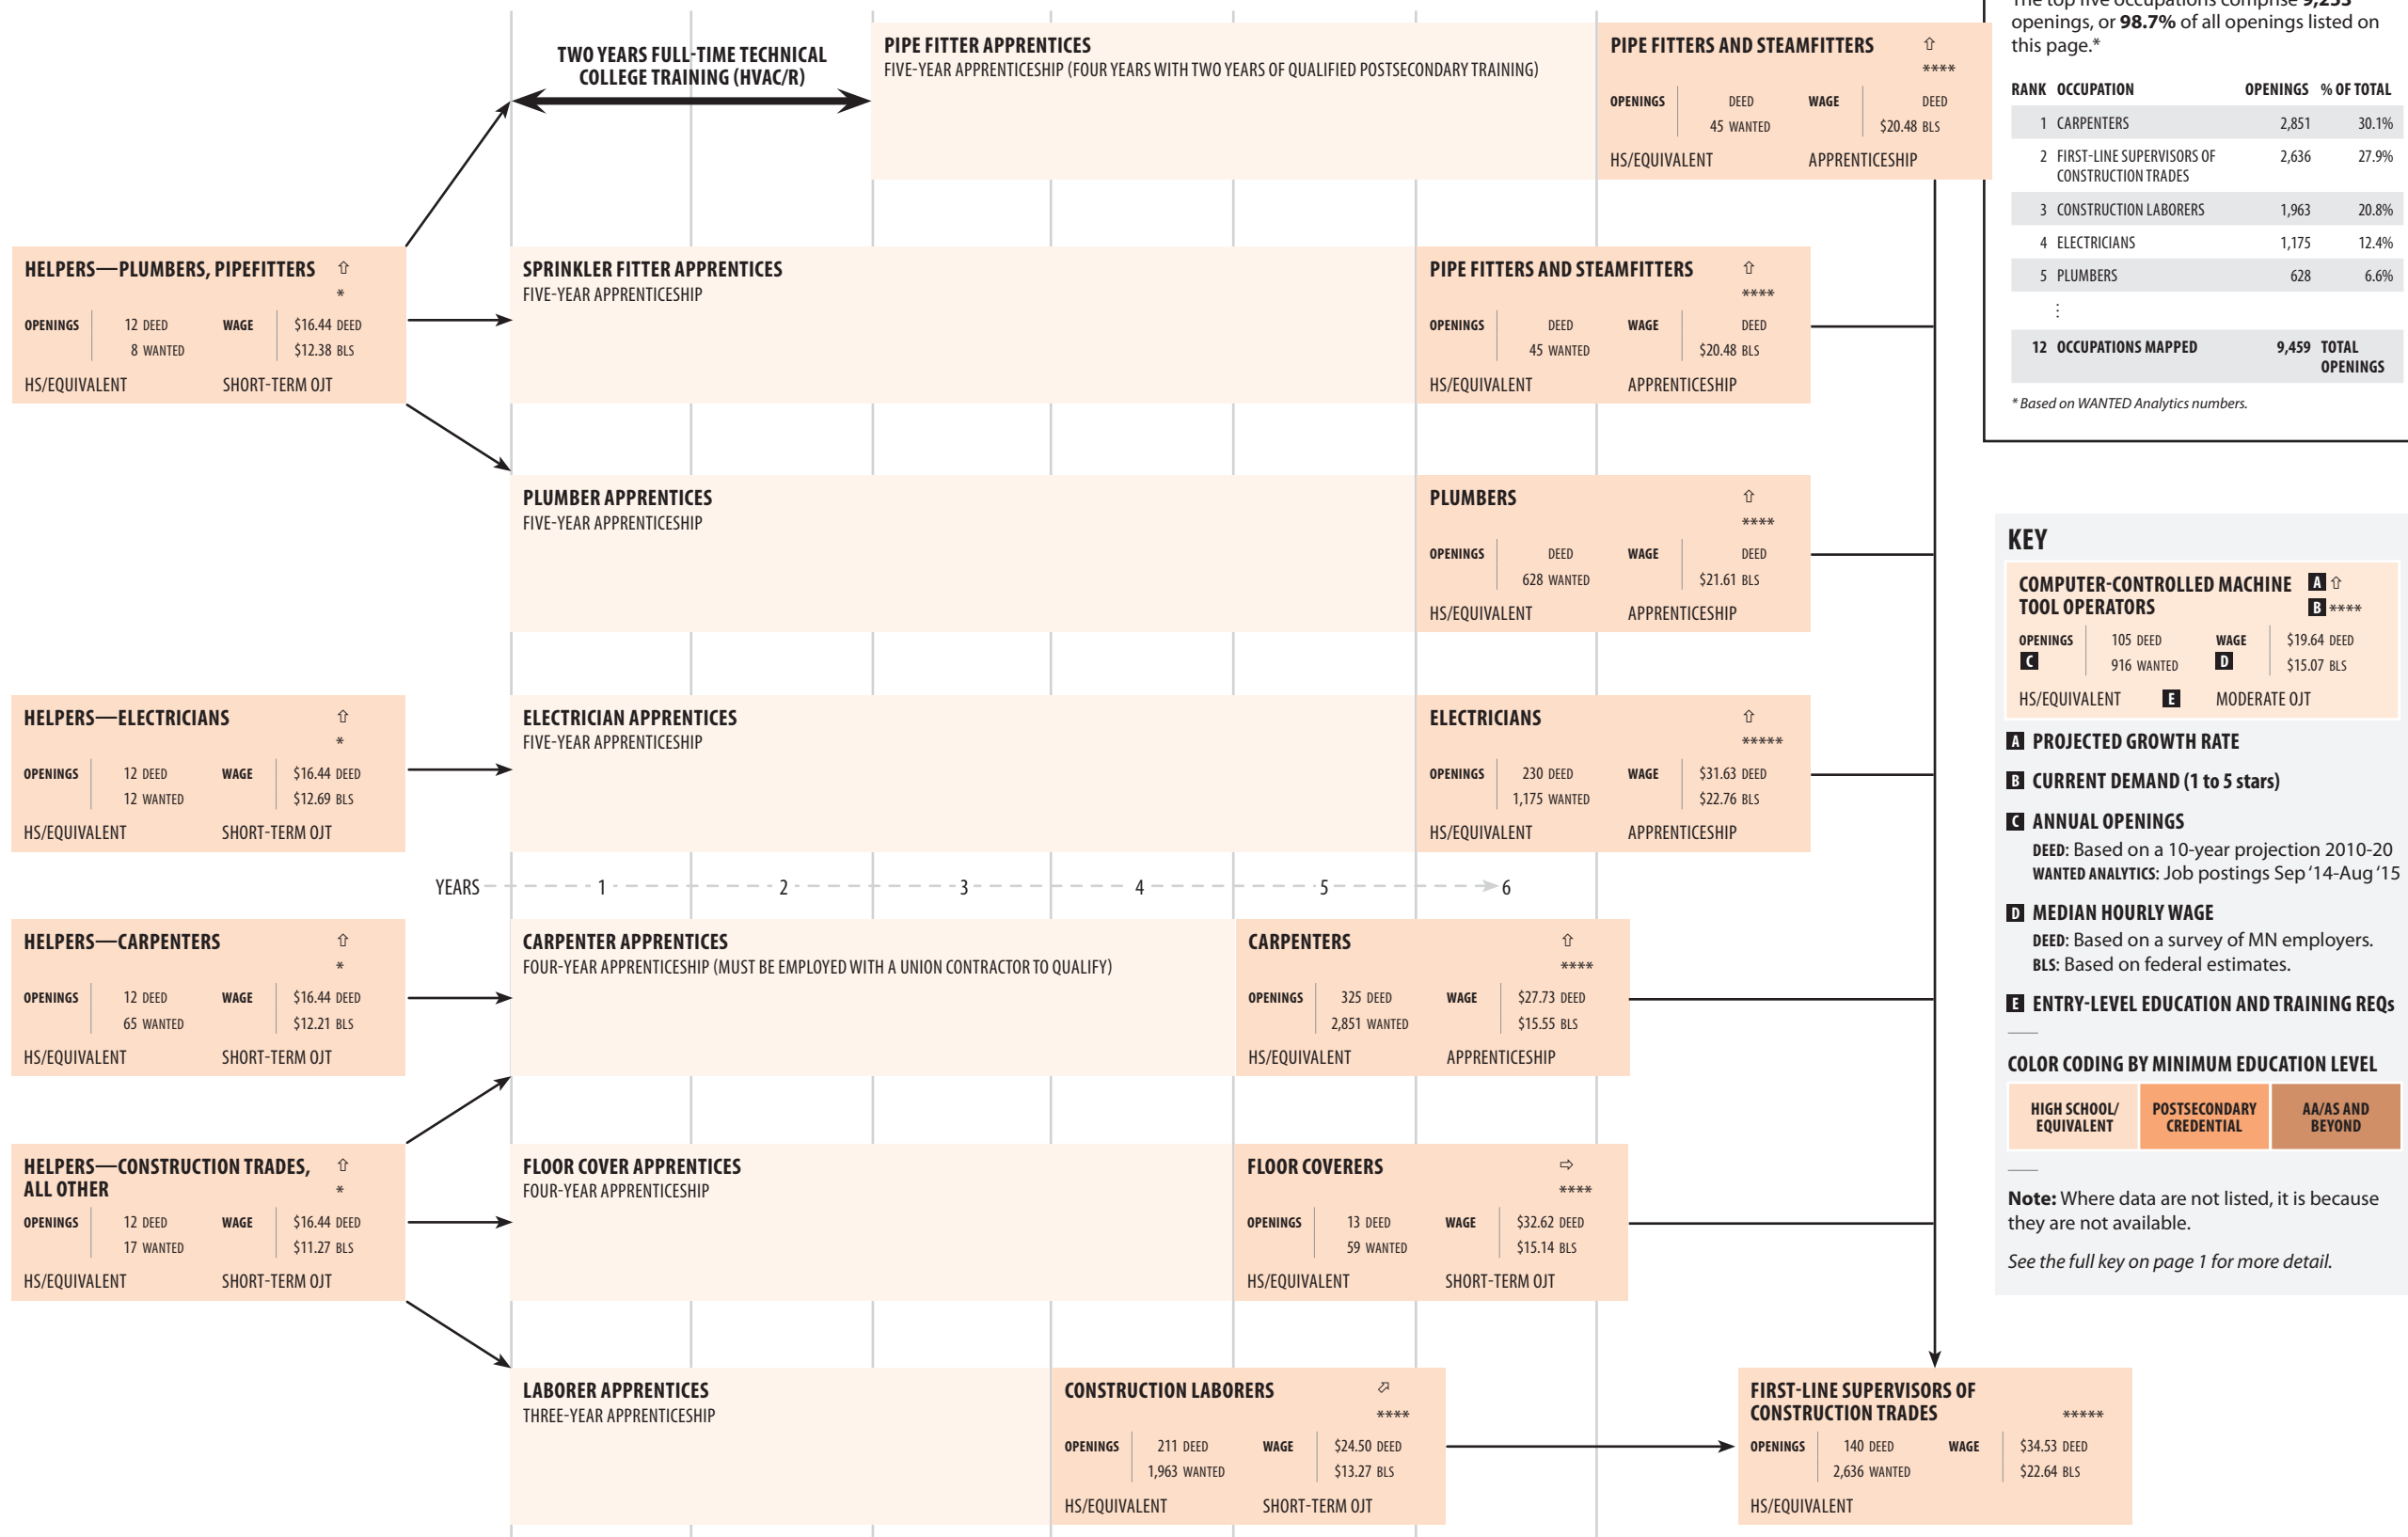 The top five occupations comprise 9,253
openings, or 98.7% of all openings listed on
this page.*
RANK OCCUPATION OPENINGS % OF TOTAL
1 CARPENTERS 2,851 30.1%
2 FIRST-LINE SUPERVISORS OF 2,636 27.9%
CONSTRUCTION TRADES
3 CONSTRUCTION LABORERS 1,963 20.8%
4 ELECTRICIANS 1,175 12.4%
5 PLUMBERS 628 6.6%
⋮
12 OCCUPATIONS MAPPED 9,459 TOTAL
OPENINGS
* Based on WANTED Analytics numbers.
TWO YEARS FULL-TIME TECHNICAL
COLLEGE TRAINING (HVAC/R)
PIPE FITTER APPRENTICES
FIVE-YEAR APPRENTICESHIP (FOUR YEARS WITH TWO YEARS OF QUALIFIED POSTSECONDARY TRAINING)
PIPE FITTERS AND STEAMFITTERS ⇧
****
OPENINGS DEED WAGE DEED
45 WANTED $20.48 BLS
HS/EQUIVALENT APPRENTICESHIP
HELPERS—PLUMBERS, PIPEFITTERS ⇧
*
OPENINGS 12 DEED WAGE $16.44 DEED
8 WANTED $12.38 BLS
HS/EQUIVALENT SHORT-TERM OJT
SPRINKLER FITTER APPRENTICES
FIVE-YEAR APPRENTICESHIP
PIPE FITTERS AND STEAMFITTERS ⇧
****
OPENINGS DEED WAGE DEED
45 WANTED $20.48 BLS
HS/EQUIVALENT APPRENTICESHIP
PLUMBER APPRENTICES
FIVE-YEAR APPRENTICESHIP
PLUMBERS ⇧
****
OPENINGS DEED WAGE DEED
628 WANTED $21.61 BLS
HS/EQUIVALENT APPRENTICESHIP
HELPERS—ELECTRICIANS ⇧
*
OPENINGS 12 DEED WAGE $16.44 DEED
12 WANTED $12.69 BLS
HS/EQUIVALENT SHORT-TERM OJT
ELECTRICIAN APPRENTICES
FIVE-YEAR APPRENTICESHIP
ELECTRICIANS ⇧
*****
OPENINGS 230 DEED WAGE $31.63 DEED
1,175 WANTED $22.76 BLS
HS/EQUIVALENT APPRENTICESHIP
YEARS 1 2 3 4 5 6
HELPERS—CARPENTERS ⇧
*
OPENINGS 12 DEED WAGE $16.44 DEED
65 WANTED $12.21 BLS
HS/EQUIVALENT SHORT-TERM OJT
CARPENTER APPRENTICES
FOUR-YEAR APPRENTICESHIP (MUST BE EMPLOYED WITH A UNION CONTRACTOR TO QUALIFY)
CARPENTERS ⇧
****
OPENINGS 325 DEED WAGE $27.73 DEED
2,851 WANTED $15.55 BLS
HS/EQUIVALENT APPRENTICESHIP
HELPERS—CONSTRUCTION TRADES, ⇧
ALL OTHER *
OPENINGS 12 DEED WAGE $16.44 DEED
17 WANTED $11.27 BLS
HS/EQUIVALENT SHORT-TERM OJT
FLOOR COVER APPRENTICES
FOUR-YEAR APPRENTICESHIP
FLOOR COVERERS ⇨
****
OPENINGS 13 DEED WAGE $32.62 DEED
59 WANTED $15.14 BLS
HS/EQUIVALENT SHORT-TERM OJT
LABORER APPRENTICES
THREE-YEAR APPRENTICESHIP
CONSTRUCTION LABORERS ⬀
****
OPENINGS 211 DEED WAGE $24.50 DEED
1,963 WANTED $13.27 BLS
HS/EQUIVALENT SHORT-TERM OJT
FIRST-LINE SUPERVISORS OF
CONSTRUCTION TRADES *****
OPENINGS 140 DEED WAGE $34.53 DEED
2,636 WANTED $22.64 BLS
HS/EQUIVALENT
KEY
COMPUTER-CONTROLLED MACHINE A ⇧
TOOL OPERATORS B ****
OPENINGS 105 DEED WAGE $19.64 DEED
C 916 WANTED D $15.07 BLS
HS/EQUIVALENT E MODERATE OJT
A PROJECTED GROWTH RATE
B CURRENT DEMAND (1 to 5 stars)
C ANNUAL OPENINGS
DEED: Based on a 10-year projection 2010-20
WANTED ANALYTICS: Job postings Sep ‘14-Aug ‘15
D MEDIAN HOURLY WAGE
DEED: Based on a survey of MN employers.
BLS: Based on federal estimates.
E ENTRY-LEVEL EDUCATION AND TRAINING REQs
COLOR CODING BY MINIMUM EDUCATION LEVEL
HIGH SCHOOL/ POSTSECONDARY AA/AS AND
EQUIVALENT CREDENTIAL BEYOND
Note: Where data are not listed, it is because
they are not available.
See the full key on page 1 for more detail.